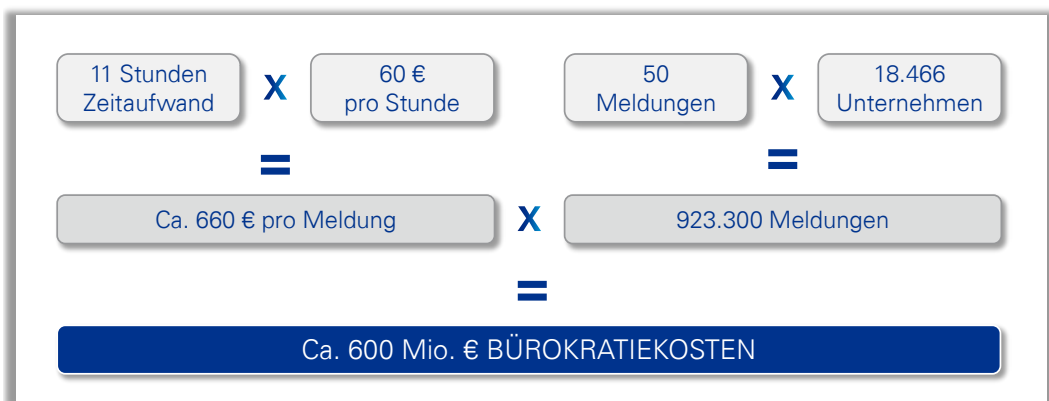 11 Stunden
Zeitaufwand
X
60 €
pro Stunde
50
Meldungen
X
18.466
Unternehmen
=
=
Ca. 660 € pro Meldung
X
923.300 Meldungen
=
Ca. 600 Mio. € BÜROKRATIEKOSTEN